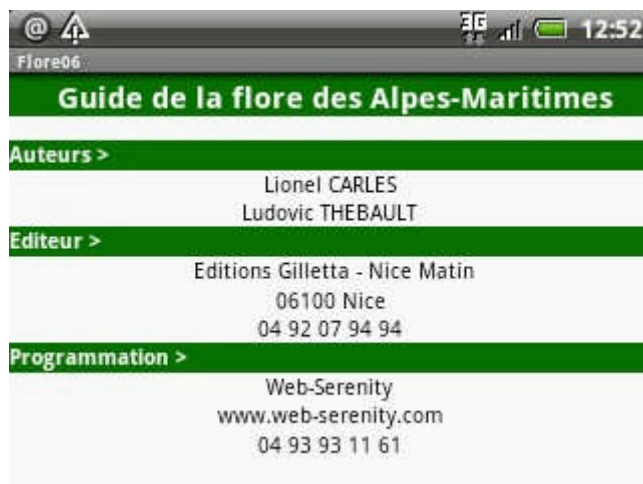 @ 3G 12:52
Flore06
Guide de la flore des Alpes-Maritimes
Auteurs >
Lionel CARLES
Ludovic THEBAULT
Editeur >
Editions Gilletta - Nice Matin
06100 Nice
04 92 07 94 94
Programmation >
Web-Serenity
www.web-serenity.com
04 93 93 11 61